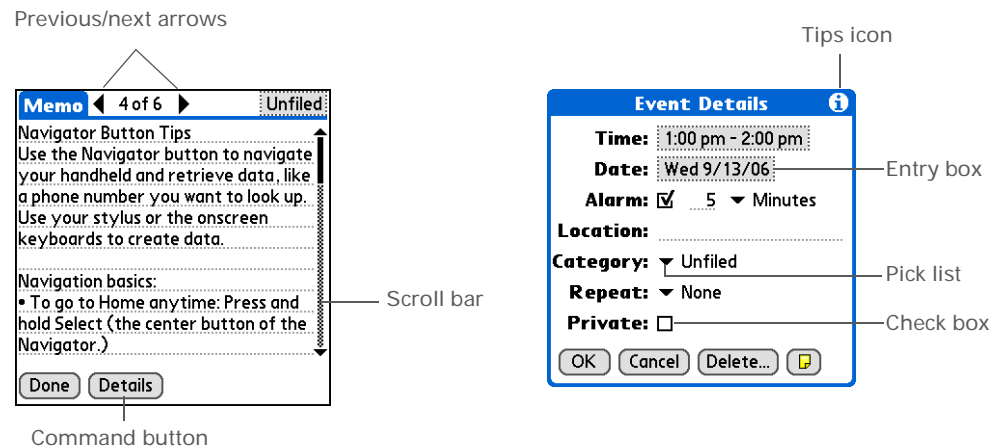 Previous/next arrows
Tips icon
Memo 4 of 6 Unfiled
Navigator Button Tips
Use the Navigator button to navigate
your handheld and retrieve data, like
a phone number you want to look up.
Use your stylus or the onscreen
keyboards to create data.
Navigation basics:
• To go to Home anytime: Press and
hold Select (the center button of the
Navigator.)
Done Details
Scroll bar
Command button
Event Details
Time: 1:00 pm - 2:00 pm
Date: Wed 9/13/06
Entry box
Alarm: 5 Minutes
Location:
Category: Unfiled
Pick list
Repeat: None
Private:
Check box
OK Cancel Delete...